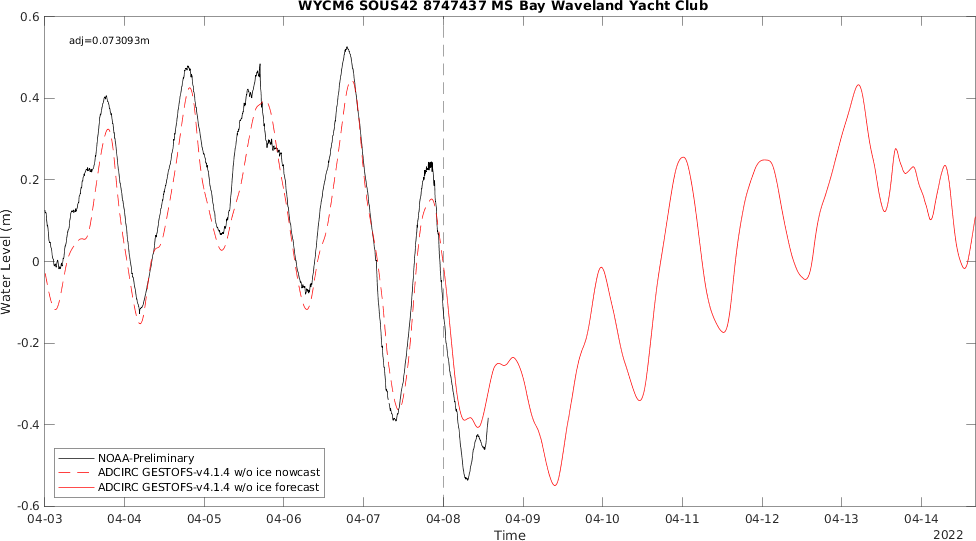 WYCM6 SOUS42 8747437 MS Bay Waveland Yacht Club
adj=0.073093m
0.6
0.4
0.2
0
-0.2
-0.4
-0.6
Water Level (m)
NOAA-Preliminary
ADCIRC GESTOFS-v4.1.4 w/o ice nowcast
ADCIRC GESTOFS-v4.1.4 w/o ice forecast
04-03 04-04 04-05 04-06 04-07 04-08 04-09 04-10 04-11 04-12 04-13 04-14
Time
2022